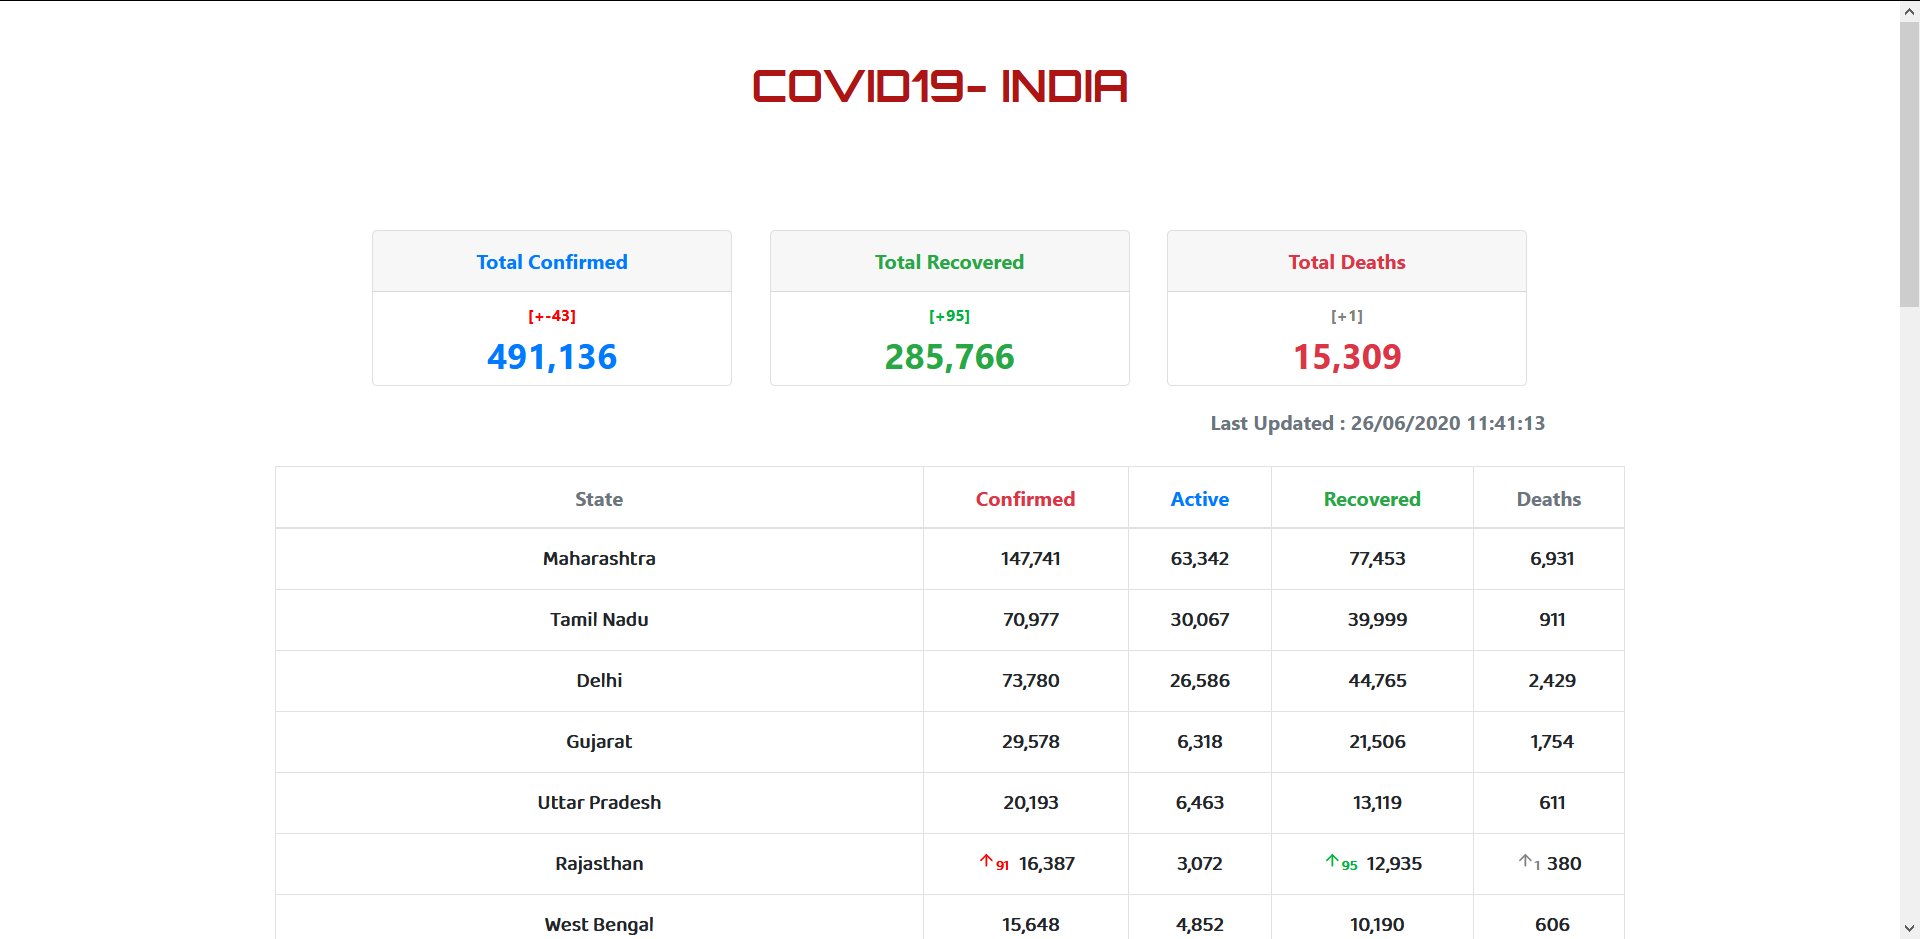 COVID19- INDIA
Total Confirmed Total Recovered Total Deaths
[+-43] [+95] [+1]
491,136 285,766 15,309
Last Updated : 26/06/2020 11:41:13
State Confirmed Active Recovered Deaths
Maharashtra 147,741 63,342 77,453 6,931
Tamil Nadu 70,977 30,067 39,999 911
Delhi 73,780 26,586 44,765 2,429
Gujarat 29,578 6,318 21,506 1,754
Uttar Pradesh 20,193 6,463 13,119 611
Rajasthan ↑91 16,387 3,072 ↑95 12,935 ↑1 380
West Bengal 15,648 4,852 10,190 606